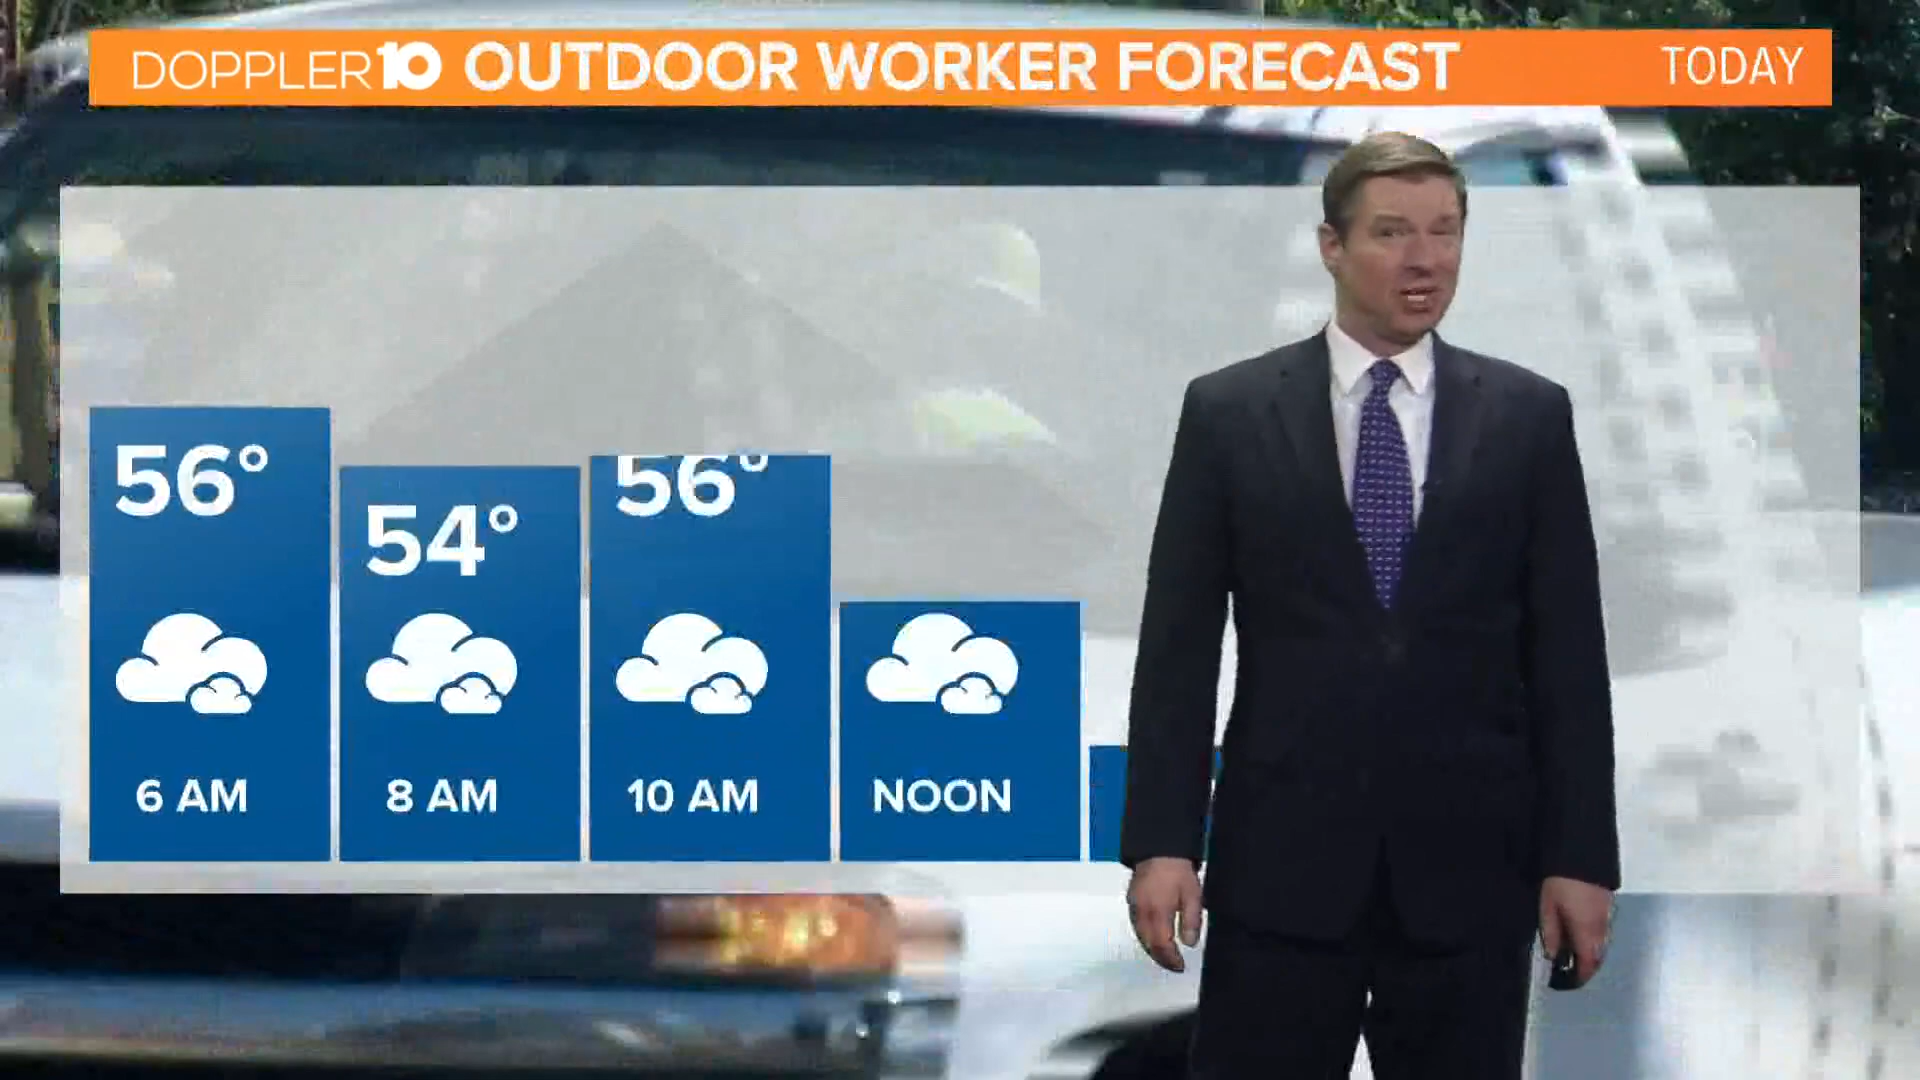 DOPPLER10 OUTDOOR WORKER FORECAST TODAY
56° 54° 56°
6 AM 8 AM 10 AM NOON